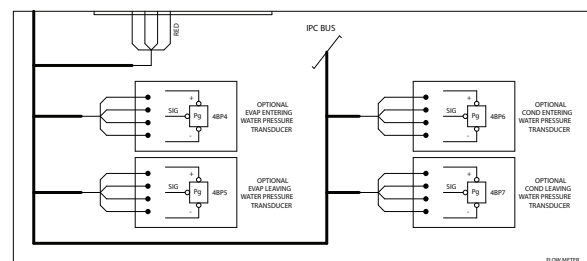 RED
IPC BUS
+
SIG
Pg
4BP4
-
OPTIONAL
EVAP ENTERING
WATER PRESSURE
TRANSDUCER
+
SIG
Pg
4BP6
-
OPTIONAL
COND ENTERING
WATER PRESSURE
TRANSDUCER
+
SIG
Pg
4BP5
-
OPTIONAL
EVAP LEAVING
WATER PRESSURE
TRANSDUCER
+
SIG
Pg
4BP7
-
OPTIONAL
COND LEAVING
WATER PRESSURE
TRANSDUCER
FLOW METER